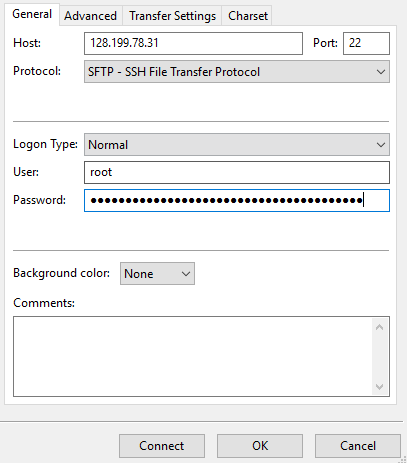 General Advanced Transfer Settings Charset
Host: 128.199.78.31 Port: 22
Protocol: SFTP - SSH File Transfer Protocol
Logon Type: Normal
User: root
Password: ●●●●●●●●●●●●●●●●●●●●●●●●●●●●●●●●●●●●●●●
Background color: None
Comments:
Connect OK Cancel